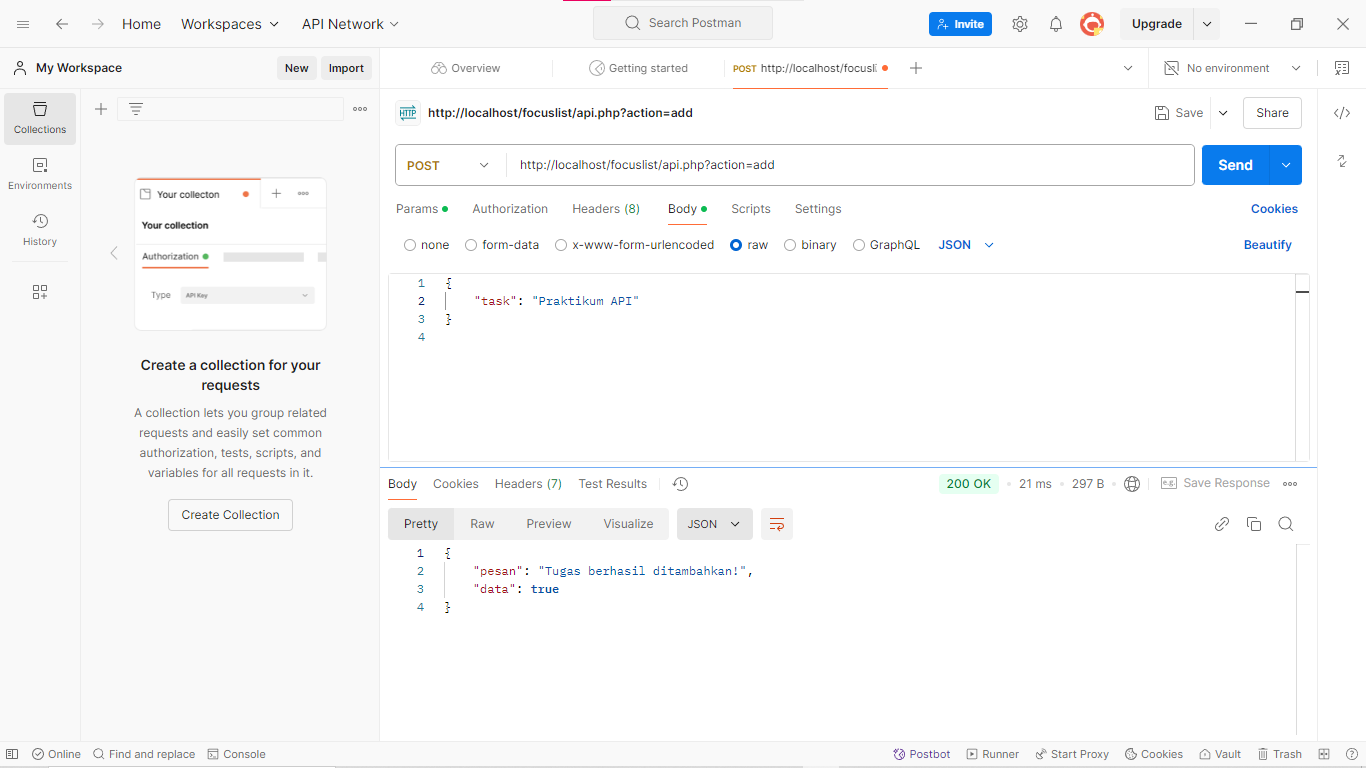 Home Workspaces API Network Search Postman Invite Upgrade
My Workspace New Import Overview Getting started POST http://localhost/focusli No environment
Collections
Environments
History
Your collecton
Your collection
Authorization
Type API Key
Create a collection for your
requests
A collection lets you group related
requests and easily set common
authorization, tests, scripts, and
variables for all requests in it.
Create Collection
HTTP http://localhost/focuslist/api.php?action=add Save Share
POST http://localhost/focuslist/api.php?action=add Send
Params Authorization Headers (8) Body Scripts Settings Cookies
none form-data x-www-form-urlencoded raw binary GraphQL JSON Beautify
1 {
2 "task": "Praktikum API"
3 }
4
Body Cookies Headers (7) Test Results 200 OK 21 ms 297 B e.g. Save Response
Pretty Raw Preview Visualize JSON
1 {
2 "pesan": "Tugas berhasil ditambahkan!",
3 "data": true
4 }
Online Find and replace Console Postbot Runner Start Proxy Cookies Vault Trash